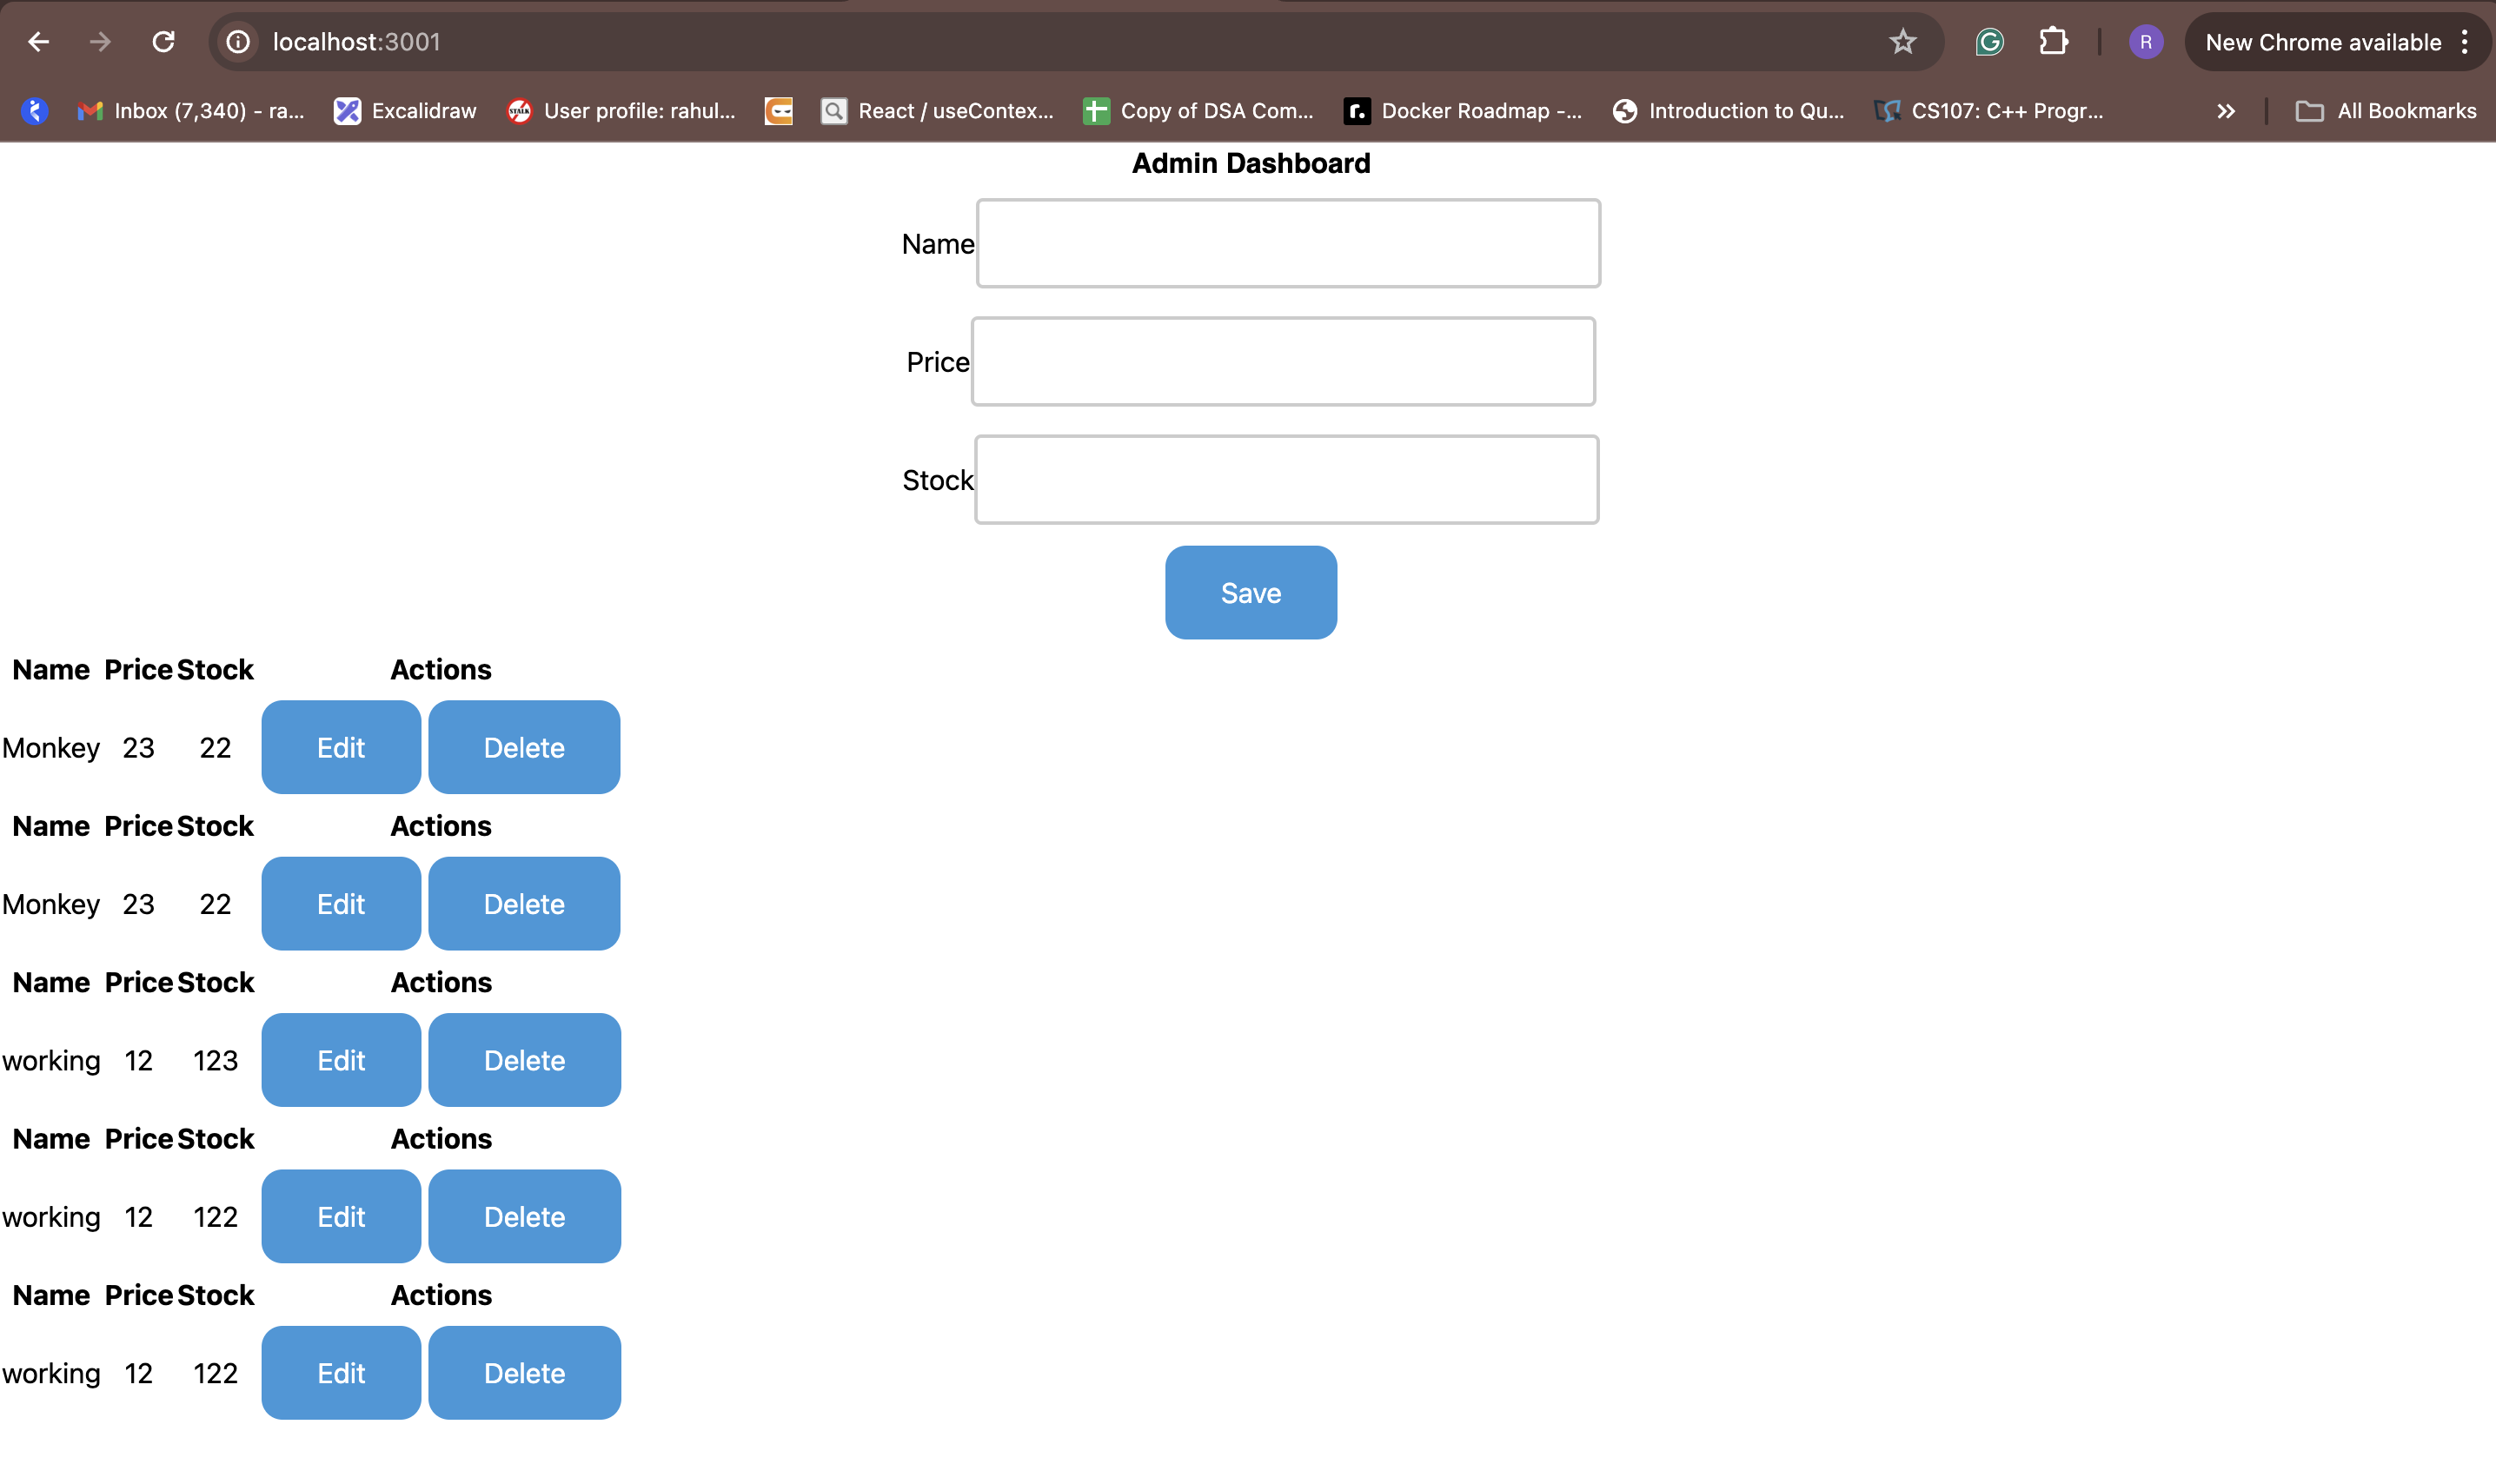 localhost:3001
R
New Chrome available
Inbox (7,340) - ra...
Excalidraw
User profile: rahul...
React / useContex...
Copy of DSA Com...
Docker Roadmap -...
Introduction to Qu...
CS107: C++ Progr...
All Bookmarks
Admin Dashboard
Name
Price
Stock
Save
Name Price Stock Actions
Monkey 23 22 Edit Delete
Name Price Stock Actions
Monkey 23 22 Edit Delete
Name Price Stock Actions
working 12 123 Edit Delete
Name Price Stock Actions
working 12 122 Edit Delete
Name Price Stock Actions
working 12 122 Edit Delete